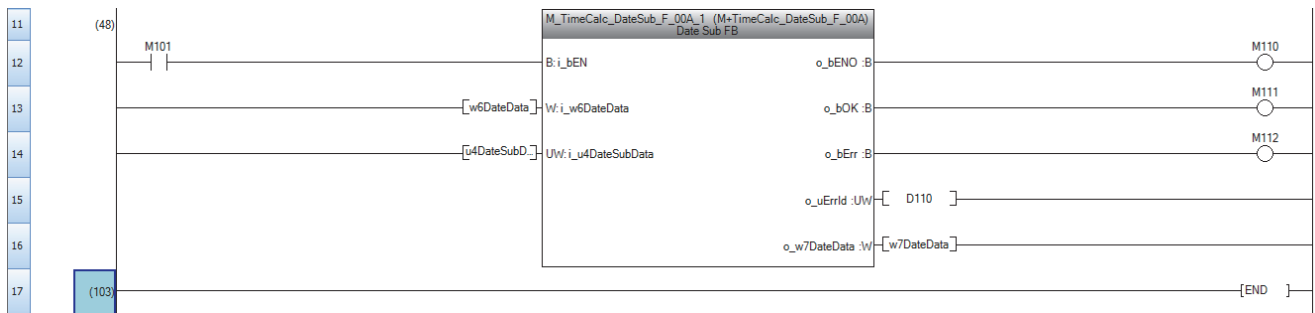 11 (48) M_TimeCalc_DateSub_F_00A_1 (M+TimeCalc_DateSub_F_00A)
Date Sub FB
M101 M110
12 B:i_bEN o_bENO :B
M111
13 [w6DateData] W:i_w6DateData o_bOK :B
M112
14 [u4DateSubD...] UW:i_u4DateSubData o_bErr :B
15 o_uErrId :UW [ D110 ]
16 o_w7DateData :W [w7DateData]
17 (103) [END ]